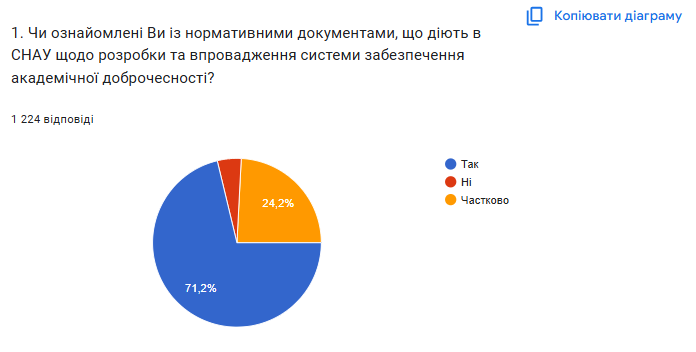 Копіювати діаграму
1. Чи ознайомлені Ви із нормативними документами, що діють в
СНАУ щодо розробки та впровадження системи забезпечення
академічної доброчесності?
1 224 відповіді
Так
Ні
Частково
24,2%
71,2%